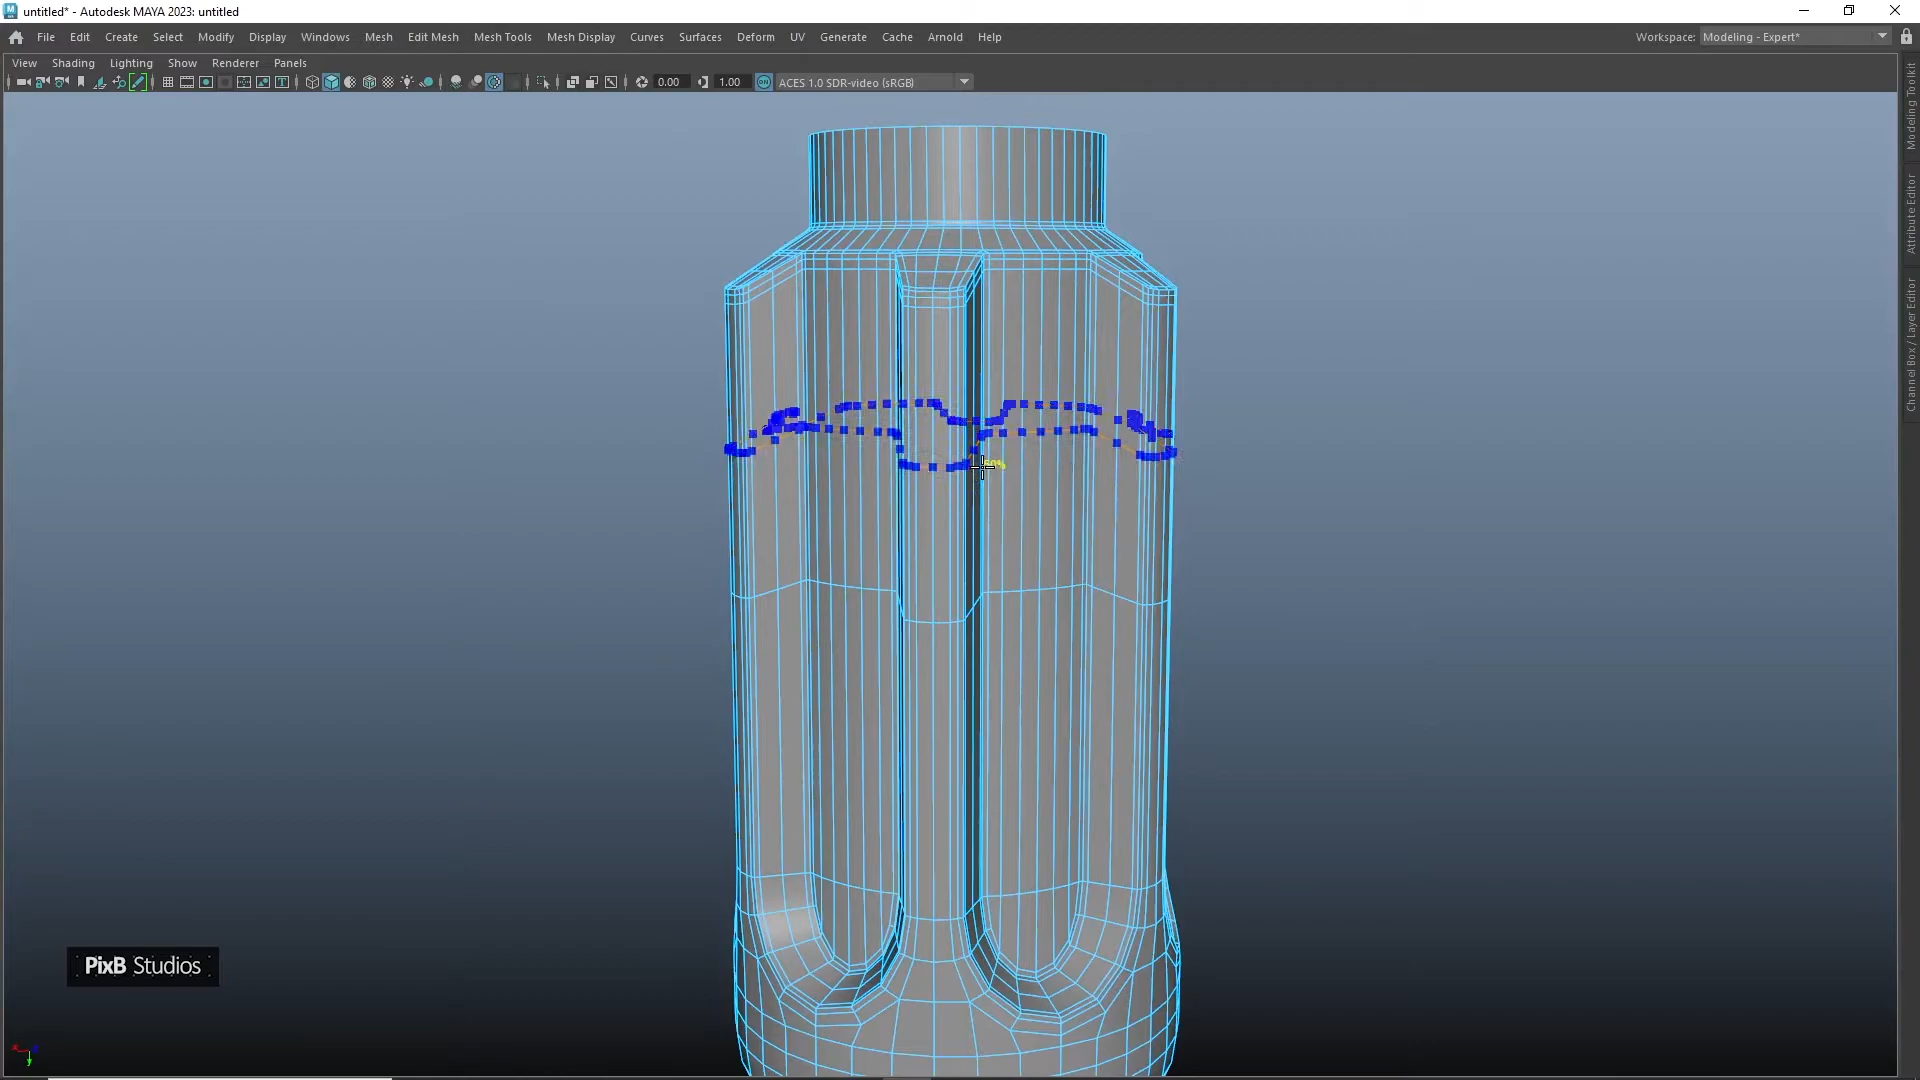 untitled* - Autodesk MAYA 2023: untitled
File Edit Create Select Modify Display Windows Mesh Edit Mesh Mesh Tools Mesh Display Curves Surfaces Deform UV Generate Cache Arnold Help Workspace: Modeling - Expert*
View Shading Lighting Show Renderer Panels
0.00 1.00 ON ACES 1.0 SDR-video (sRGB)
Modeling Toolkit
Attribute Editor
Channel Box / Layer Editor
PixB Studios